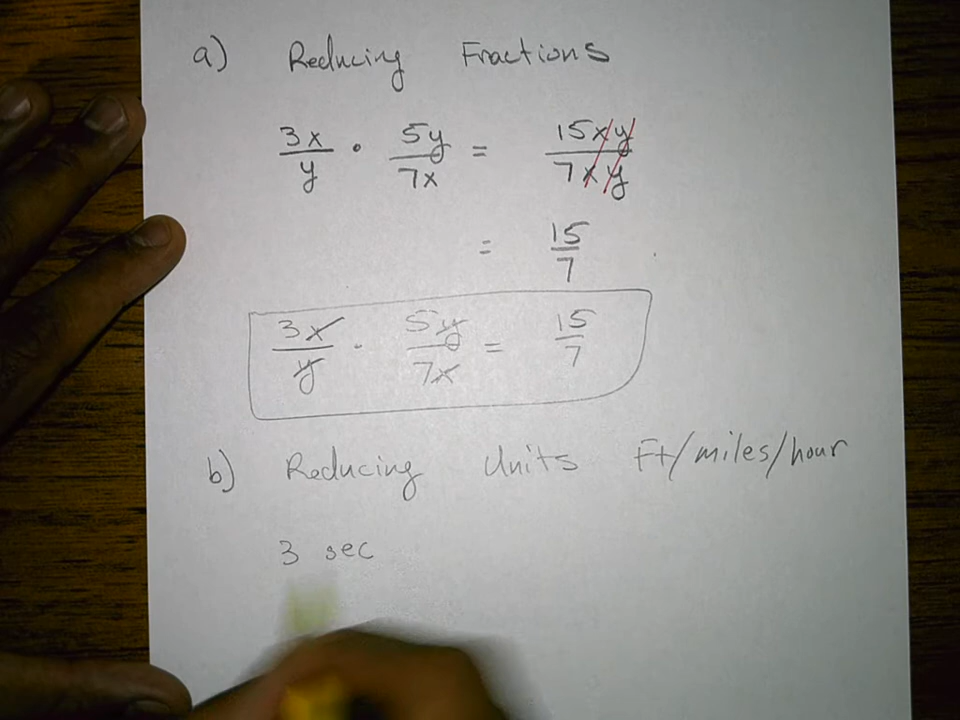 a) Reducing Fractions
3x/y · 5y/7x = 15xy/7xy
= 15/7
3x/y · 5y/7x = 15/7
b) Reducing Units Ft/miles/hour
3 sec